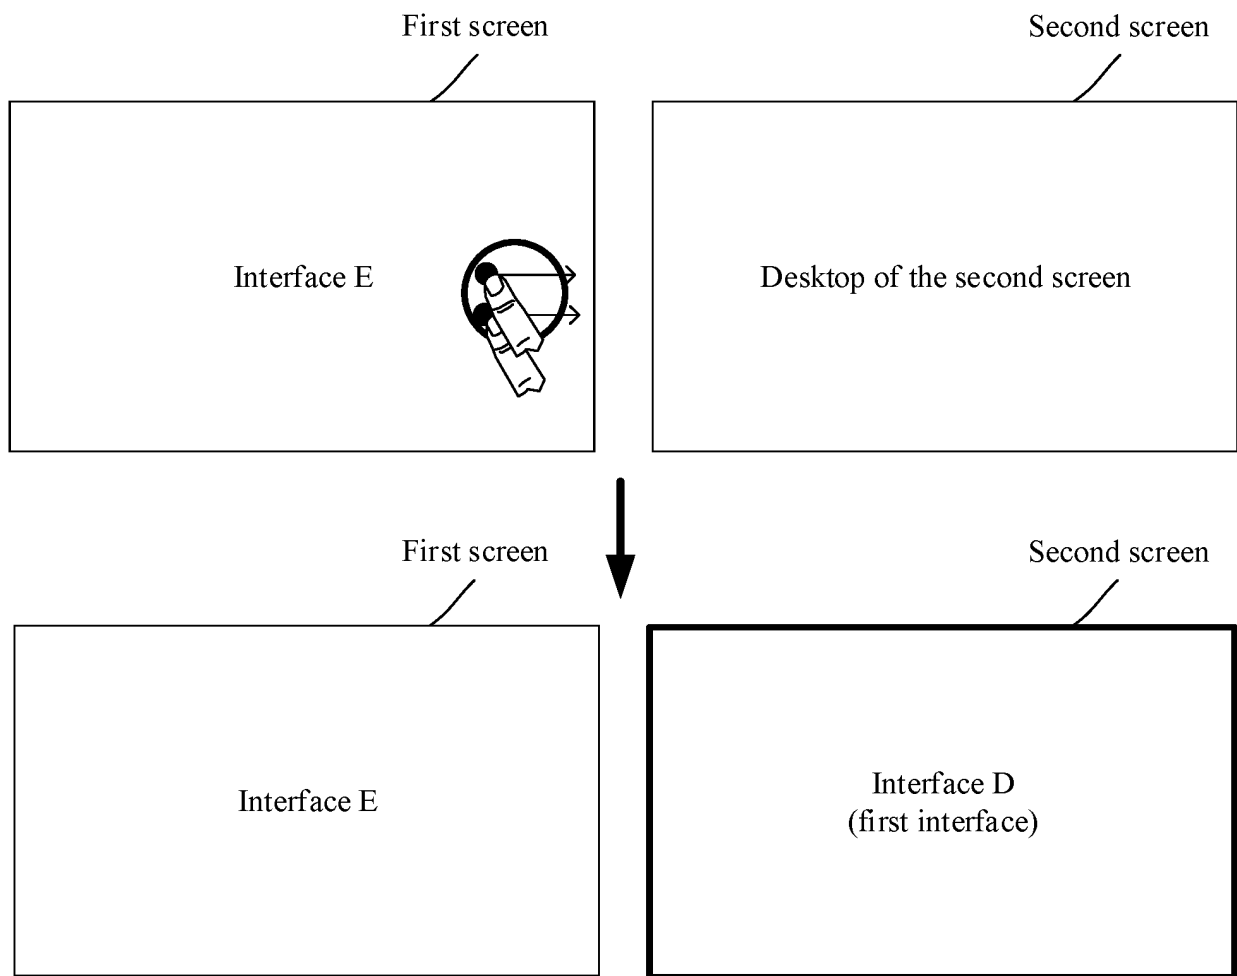 First screen
Second screen
Interface E
Desktop of the second screen
First screen
Second screen
Interface E
Interface D
(first interface)